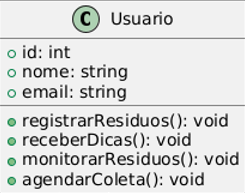 C Usuario
id: int
nome: string
email: string
registrarResiduos(): void
receberDicas(): void
monitorarResiduos(): void
agendarColeta(): void